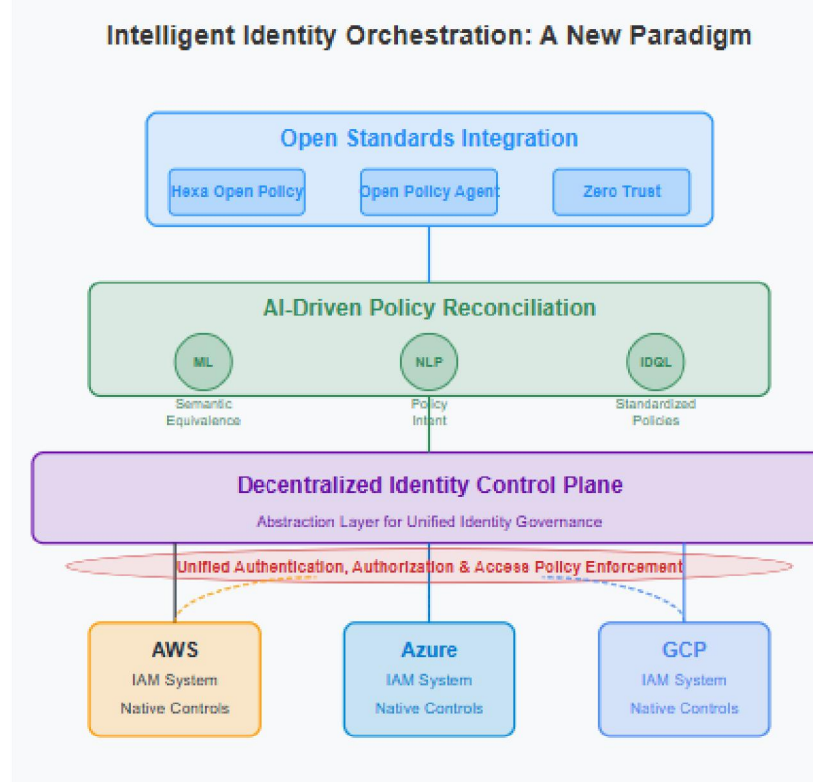 Intelligent Identity Orchestration: A New Paradigm
Open Standards Integration
Hexa Open Policy
Open Policy Agent
Zero Trust
AI-Driven Policy Reconciliation
ML
NLP
IDQL
Semantic
Equivalence
Policy
Intent
Standardized
Policies
Decentralized Identity Control Plane
Abstraction Layer for Unified Identity Governance
Unified Authentication, Authorization & Access Policy Enforcement
AWS
IAM System
Native Controls
Azure
IAM System
Native Controls
GCP
IAM System
Native Controls